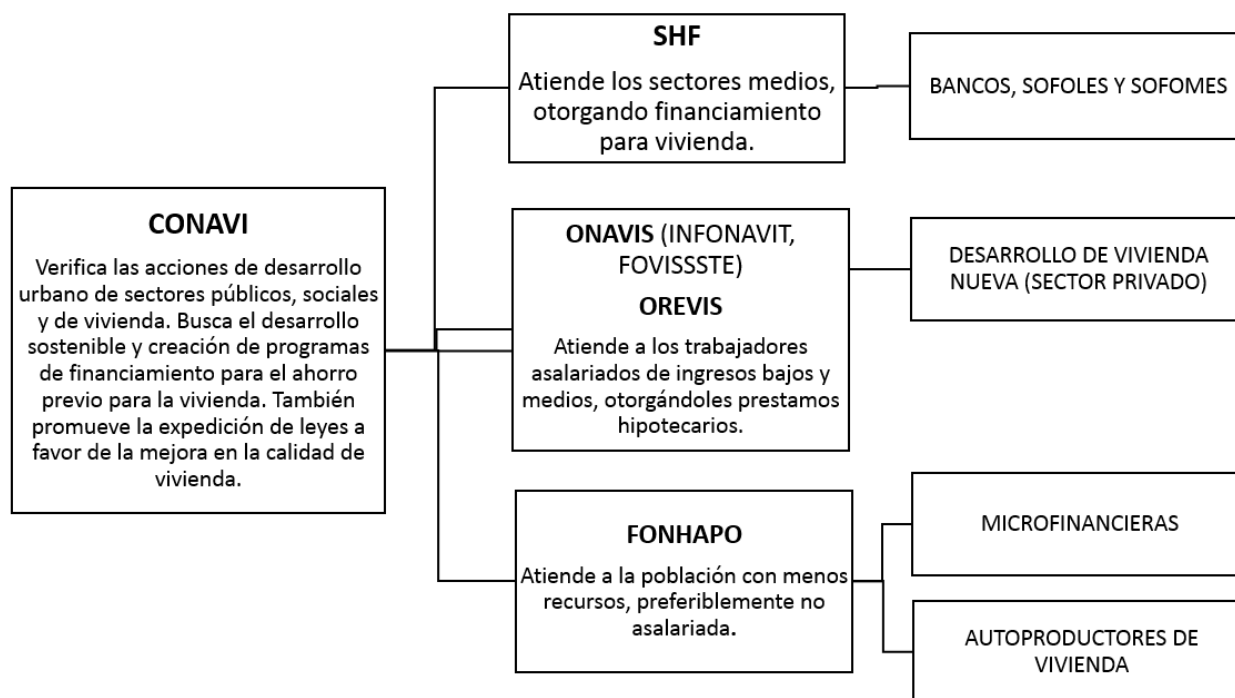 CONAVI
Verifica las acciones de desarrollo
urbano de sectores públicos, sociales
y de vivienda. Busca el desarrollo
sostenible y creación de programas
de financiamiento para el ahorro
previo para la vivienda. También
promueve la expedición de leyes a
favor de la mejora en la calidad de
vivienda.
SHF
Atiende los sectores medios,
otorgando financiamiento
para vivienda.
BANCOS, SOFOLES Y SOFOMES
ONAVIS (INFONAVIT,
FOVISSSTE)
OREVIS
Atiende a los trabajadores
asalariados de ingresos bajos y
medios, otorgándoles prestamos
hipotecarios.
DESARROLLO DE VIVIENDA
NUEVA (SECTOR PRIVADO)
FONHAPO
Atiende a la población con menos
recursos, preferiblemente no
asalariada.
MICROFINANCIERAS
AUTOPRODUCTORES DE
VIVIENDA